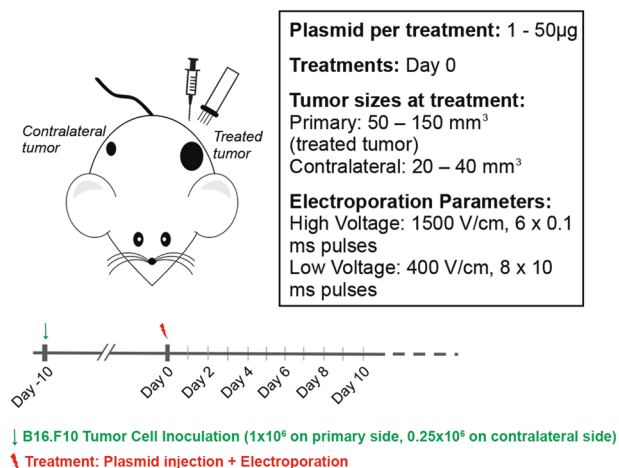 Plasmid per treatment: 1 - 50µg
Treatments: Day 0
Tumor sizes at treatment:
Primary: 50 – 150 mm³
(treated tumor)
Contralateral: 20 – 40 mm³
Electroporation Parameters:
High Voltage: 1500 V/cm, 6 x 0.1
ms pulses
Low Voltage: 400 V/cm, 8 x 10
ms pulses
Contralateral
tumor
Treated
tumor
Day -10
Day 0
Day 2
Day 4
Day 6
Day 8
Day 10
↓ B16.F10 Tumor Cell Inoculation (1x10⁶ on primary side, 0.25x10⁶ on contralateral side)
Treatment: Plasmid injection + Electroporation